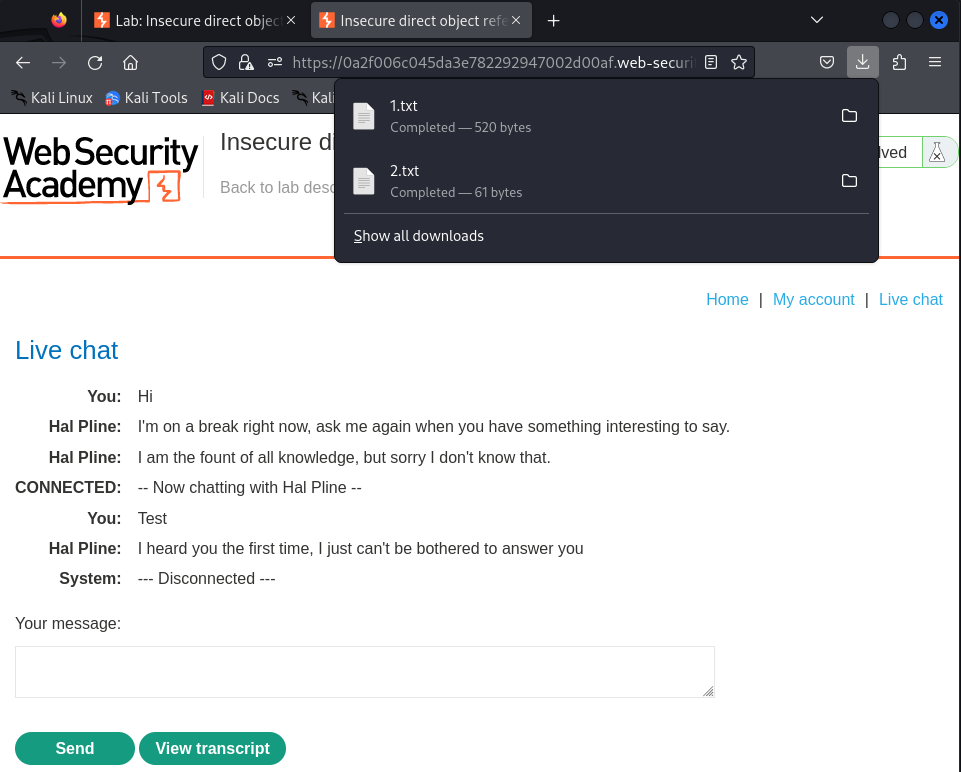 Lab: Insecure direct objec
Insecure direct object refe
https://0a2f006c045da3e782292947002d00af.web-securi
Kali Linux
Kali Tools
Kali Docs
Kali
1.txt
Completed — 520 bytes
2.txt
Completed — 61 bytes
Show all downloads
Web Security
Academy
Insecure di
Back to lab desc
lved
Home | My account | Live chat
Live chat
You: Hi
Hal Pline: I'm on a break right now, ask me again when you have something interesting to say.
Hal Pline: I am the fount of all knowledge, but sorry I don't know that.
CONNECTED: -- Now chatting with Hal Pline --
You: Test
Hal Pline: I heard you the first time, I just can't be bothered to answer you
System: --- Disconnected ---
Your message:
Send
View transcript